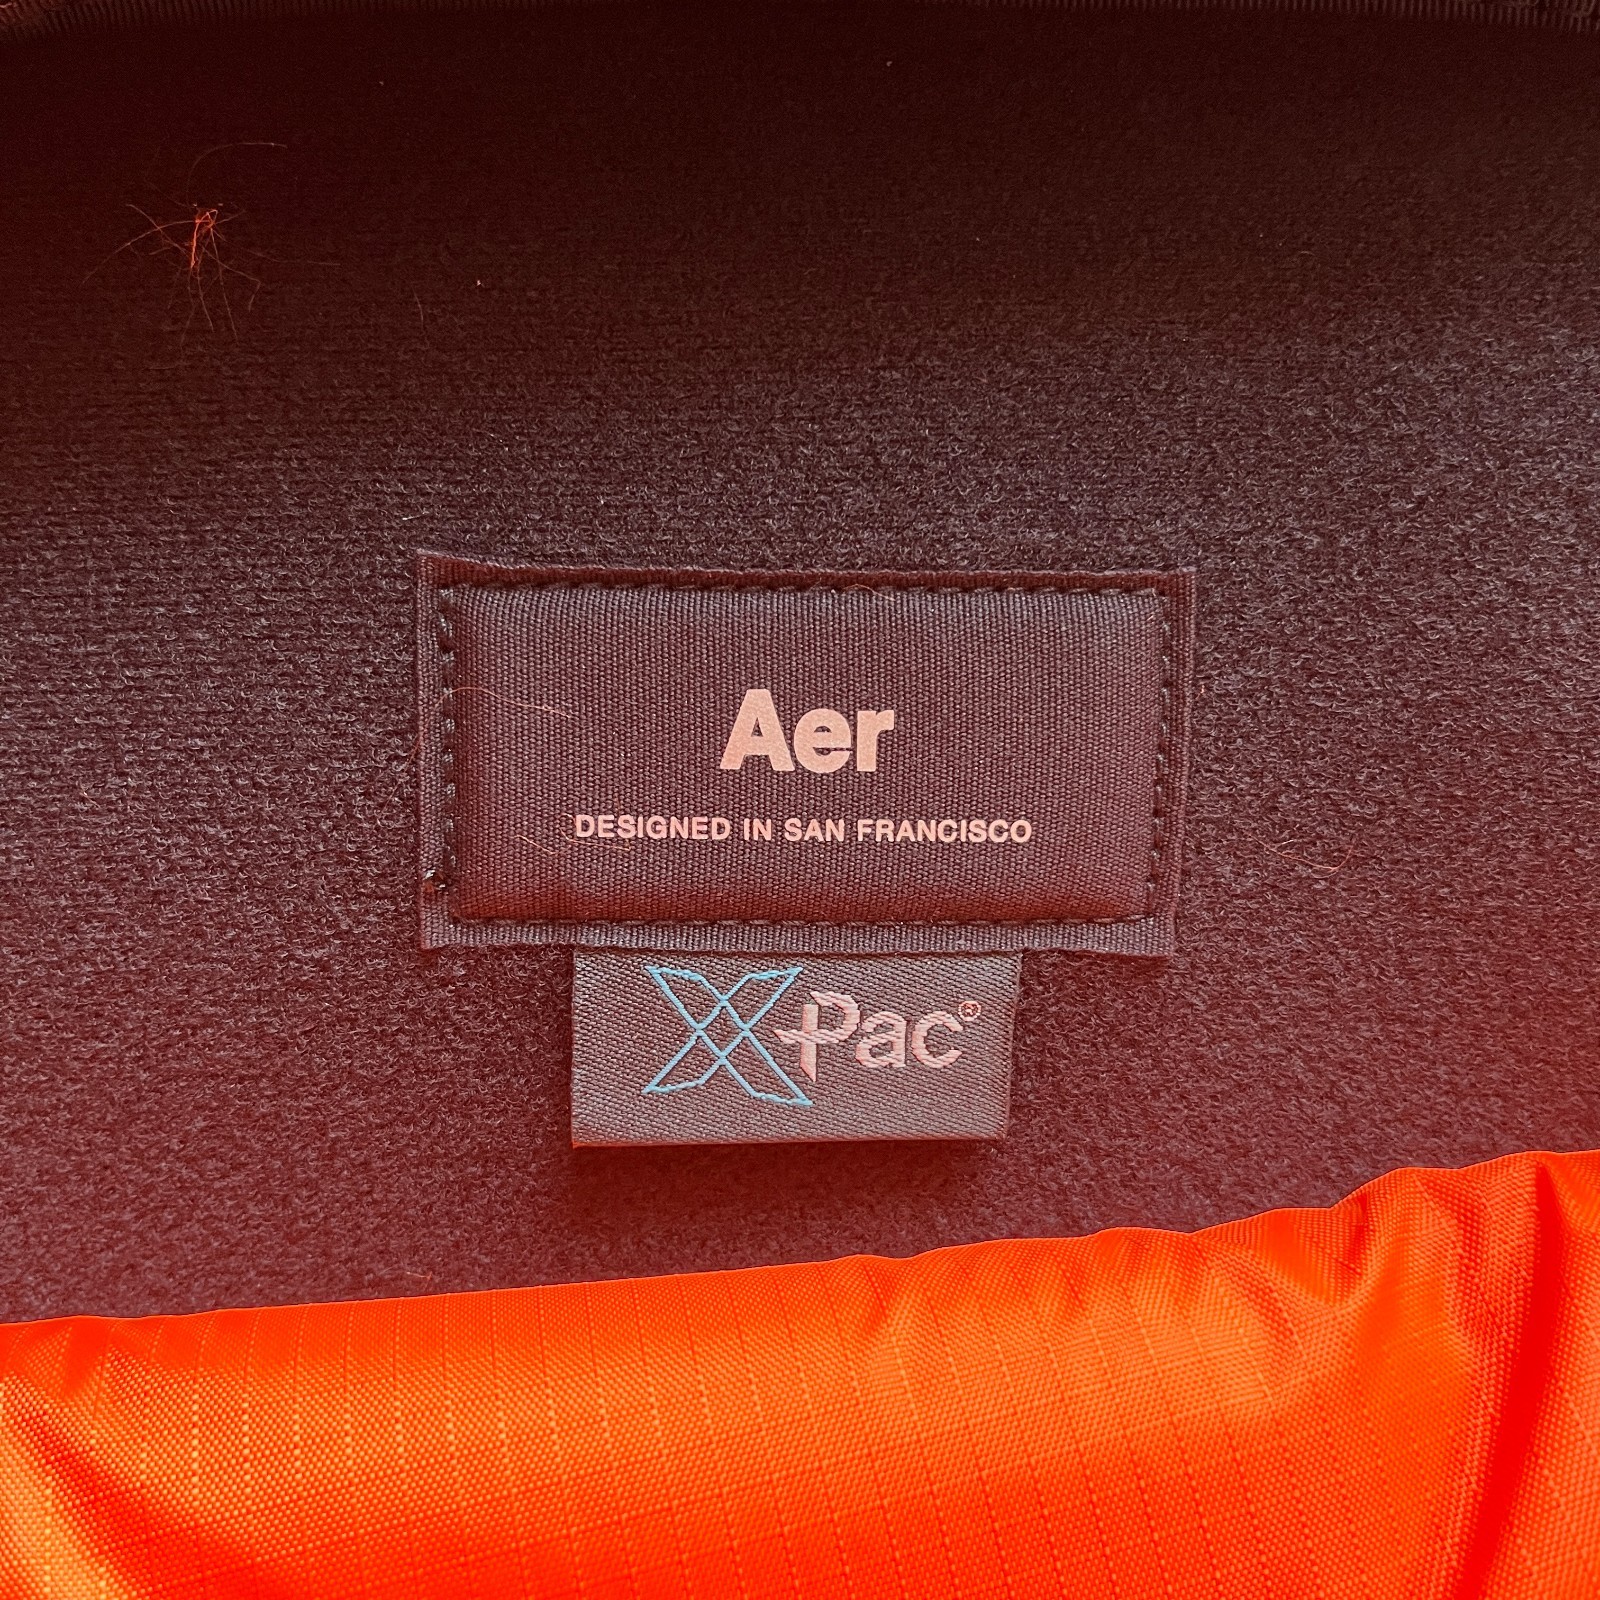 Aer
DESIGNED IN SAN FRANCISCO
X-Pac®